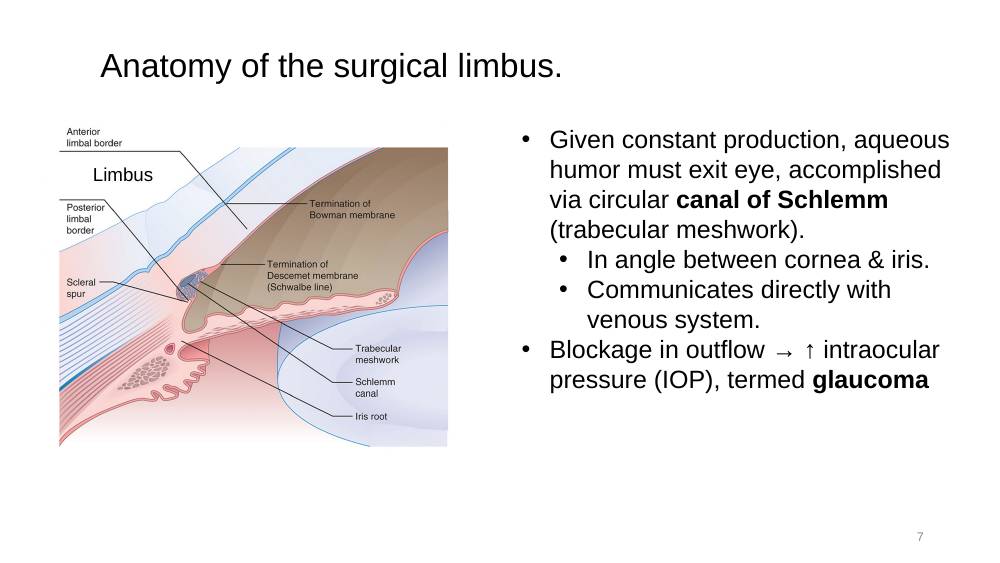 Anatomy of the surgical limbus.
Anterior
limbal border
Limbus
Posterior
limbal
border
Scleral
spur
Termination of
Bowman membrane
Termination of
Descemet membrane
(Schwalbe line)
Trabecular
meshwork
Schlemm
canal
Iris root
• Given constant production, aqueous
humor must exit eye, accomplished
via circular canal of Schlemm
(trabecular meshwork).
• In angle between cornea & iris.
• Communicates directly with
venous system.
• Blockage in outflow → ↑ intraocular
pressure (IOP), termed glaucoma
7